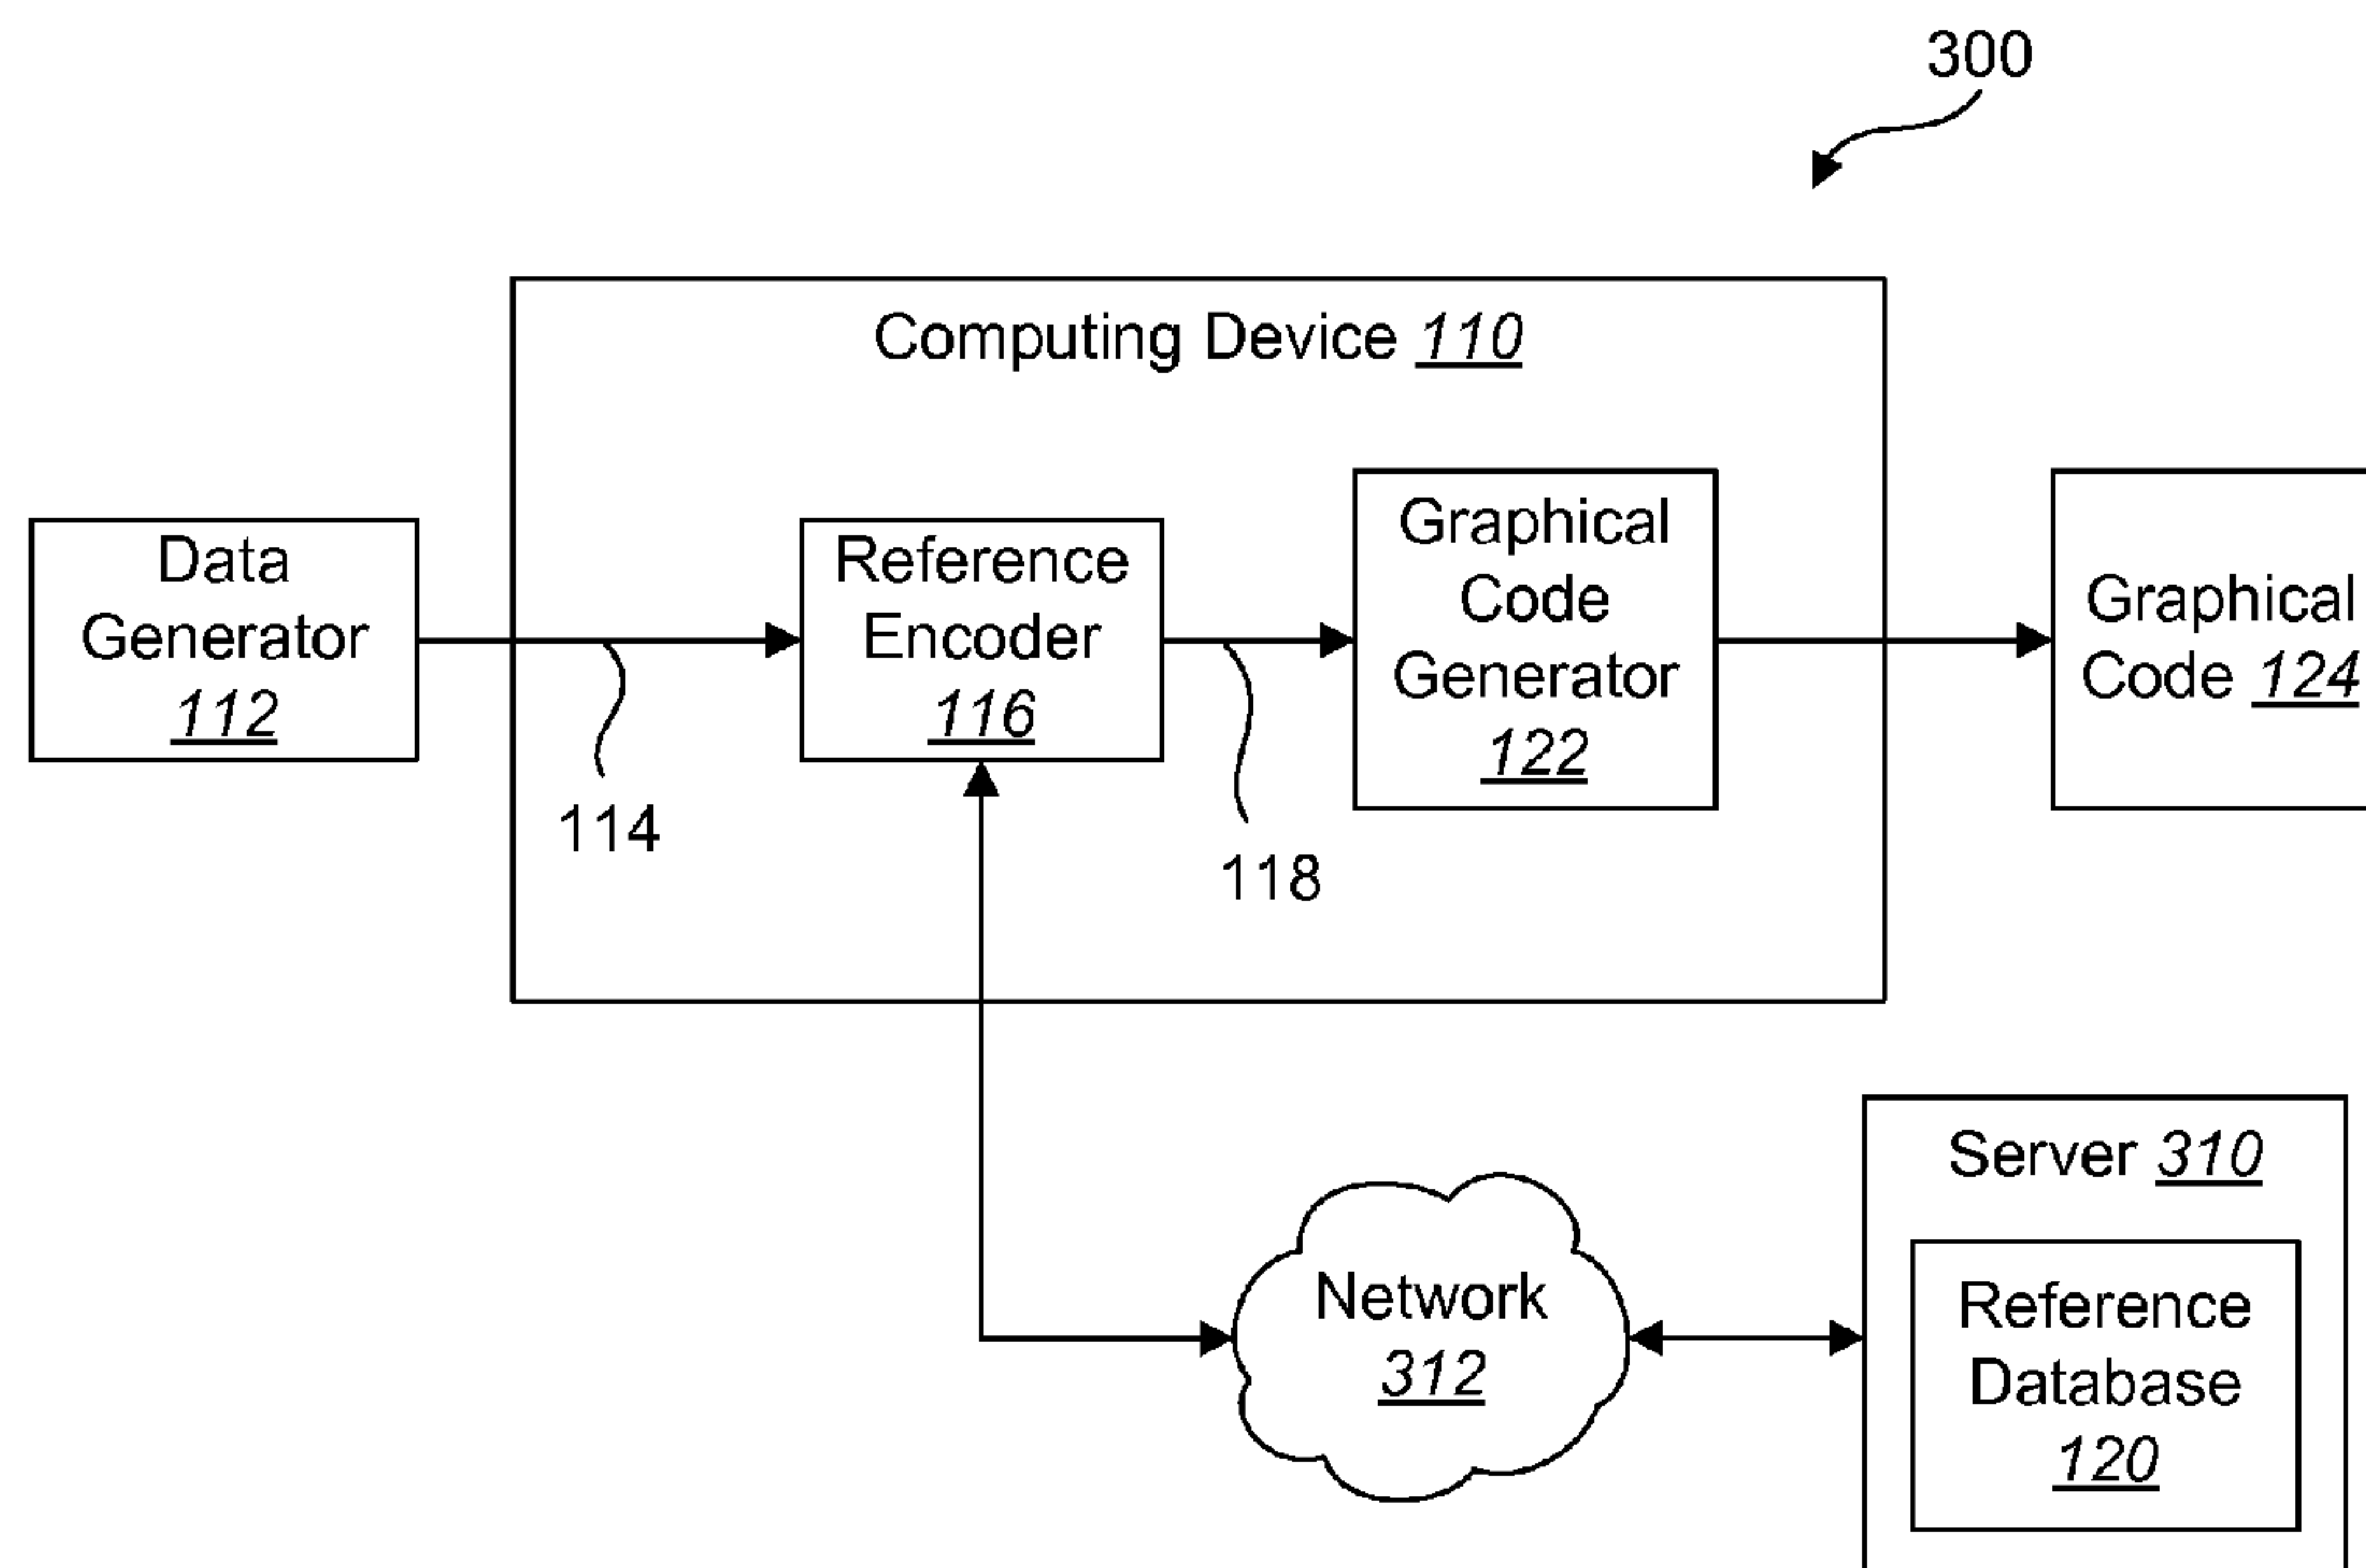 300
Computing Device 110
Data
Generator
112
114
Reference
Encoder
116
118
Graphical
Code
Generator
122
Graphical
Code 124
Network
312
Server 310
Reference
Database
120